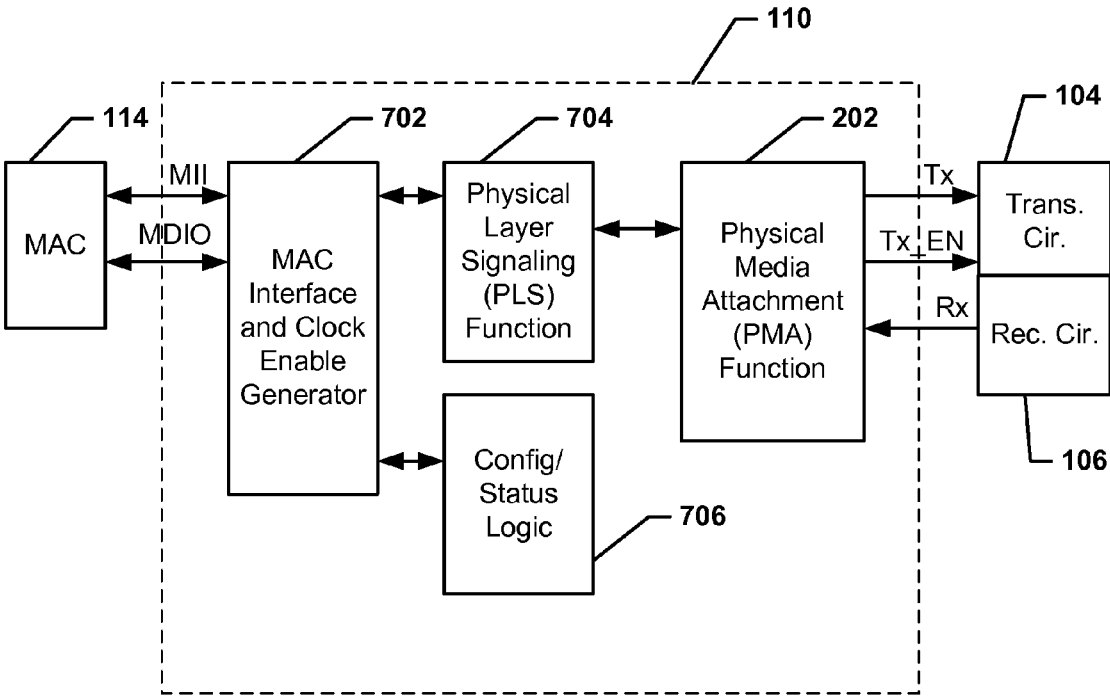 110
114
702
704
202
104
MII
MDIO
MAC
MAC
Interface
and Clock
Enable
Generator
Physical
Layer
Signaling
(PLS)
Function
Physical
Media
Attachment
(PMA)
Function
Tx
Tx_EN
Rx
Trans.
Cir.
Rec. Cir.
106
Config/
Status
Logic
706